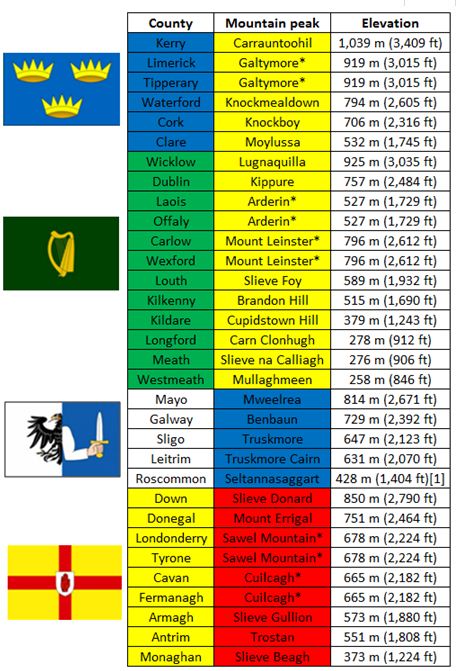 County Mountain peak Elevation
Kerry Carrauntoohil 1,039 m (3,409 ft)
Limerick Galtymore* 919 m (3,015 ft)
Tipperary Galtymore* 919 m (3,015 ft)
Waterford Knockmealdown 794 m (2,605 ft)
Cork Knockboy 706 m (2,316 ft)
Clare Moylussa 532 m (1,745 ft)
Wicklow Lugnaquilla 925 m (3,035 ft)
Dublin Kippure 757 m (2,484 ft)
Laois Arderin* 527 m (1,729 ft)
Offaly Arderin* 527 m (1,729 ft)
Carlow Mount Leinster* 796 m (2,612 ft)
Wexford Mount Leinster* 796 m (2,612 ft)
Louth Slieve Foy 589 m (1,932 ft)
Kilkenny Brandon Hill 515 m (1,690 ft)
Kildare Cupidstown Hill 379 m (1,243 ft)
Longford Carn Clonhugh 278 m (912 ft)
Meath Slieve na Calliagh 276 m (906 ft)
Westmeath Mullaghmeen 258 m (846 ft)
Mayo Mweelrea 814 m (2,671 ft)
Galway Benbaun 729 m (2,392 ft)
Sligo Truskmore 647 m (2,123 ft)
Leitrim Truskmore Cairn 631 m (2,070 ft)
Roscommon Seltannasaggart 428 m (1,404 ft)[1]
Down Slieve Donard 850 m (2,790 ft)
Donegal Mount Errigal 751 m (2,464 ft)
Londonderry Sawel Mountain* 678 m (2,224 ft)
Tyrone Sawel Mountain* 678 m (2,224 ft)
Cavan Cuilcagh* 665 m (2,182 ft)
Fermanagh Cuilcagh* 665 m (2,182 ft)
Armagh Slieve Gullion 573 m (1,880 ft)
Antrim Trostan 551 m (1,808 ft)
Monaghan Slieve Beagh 373 m (1,224 ft)